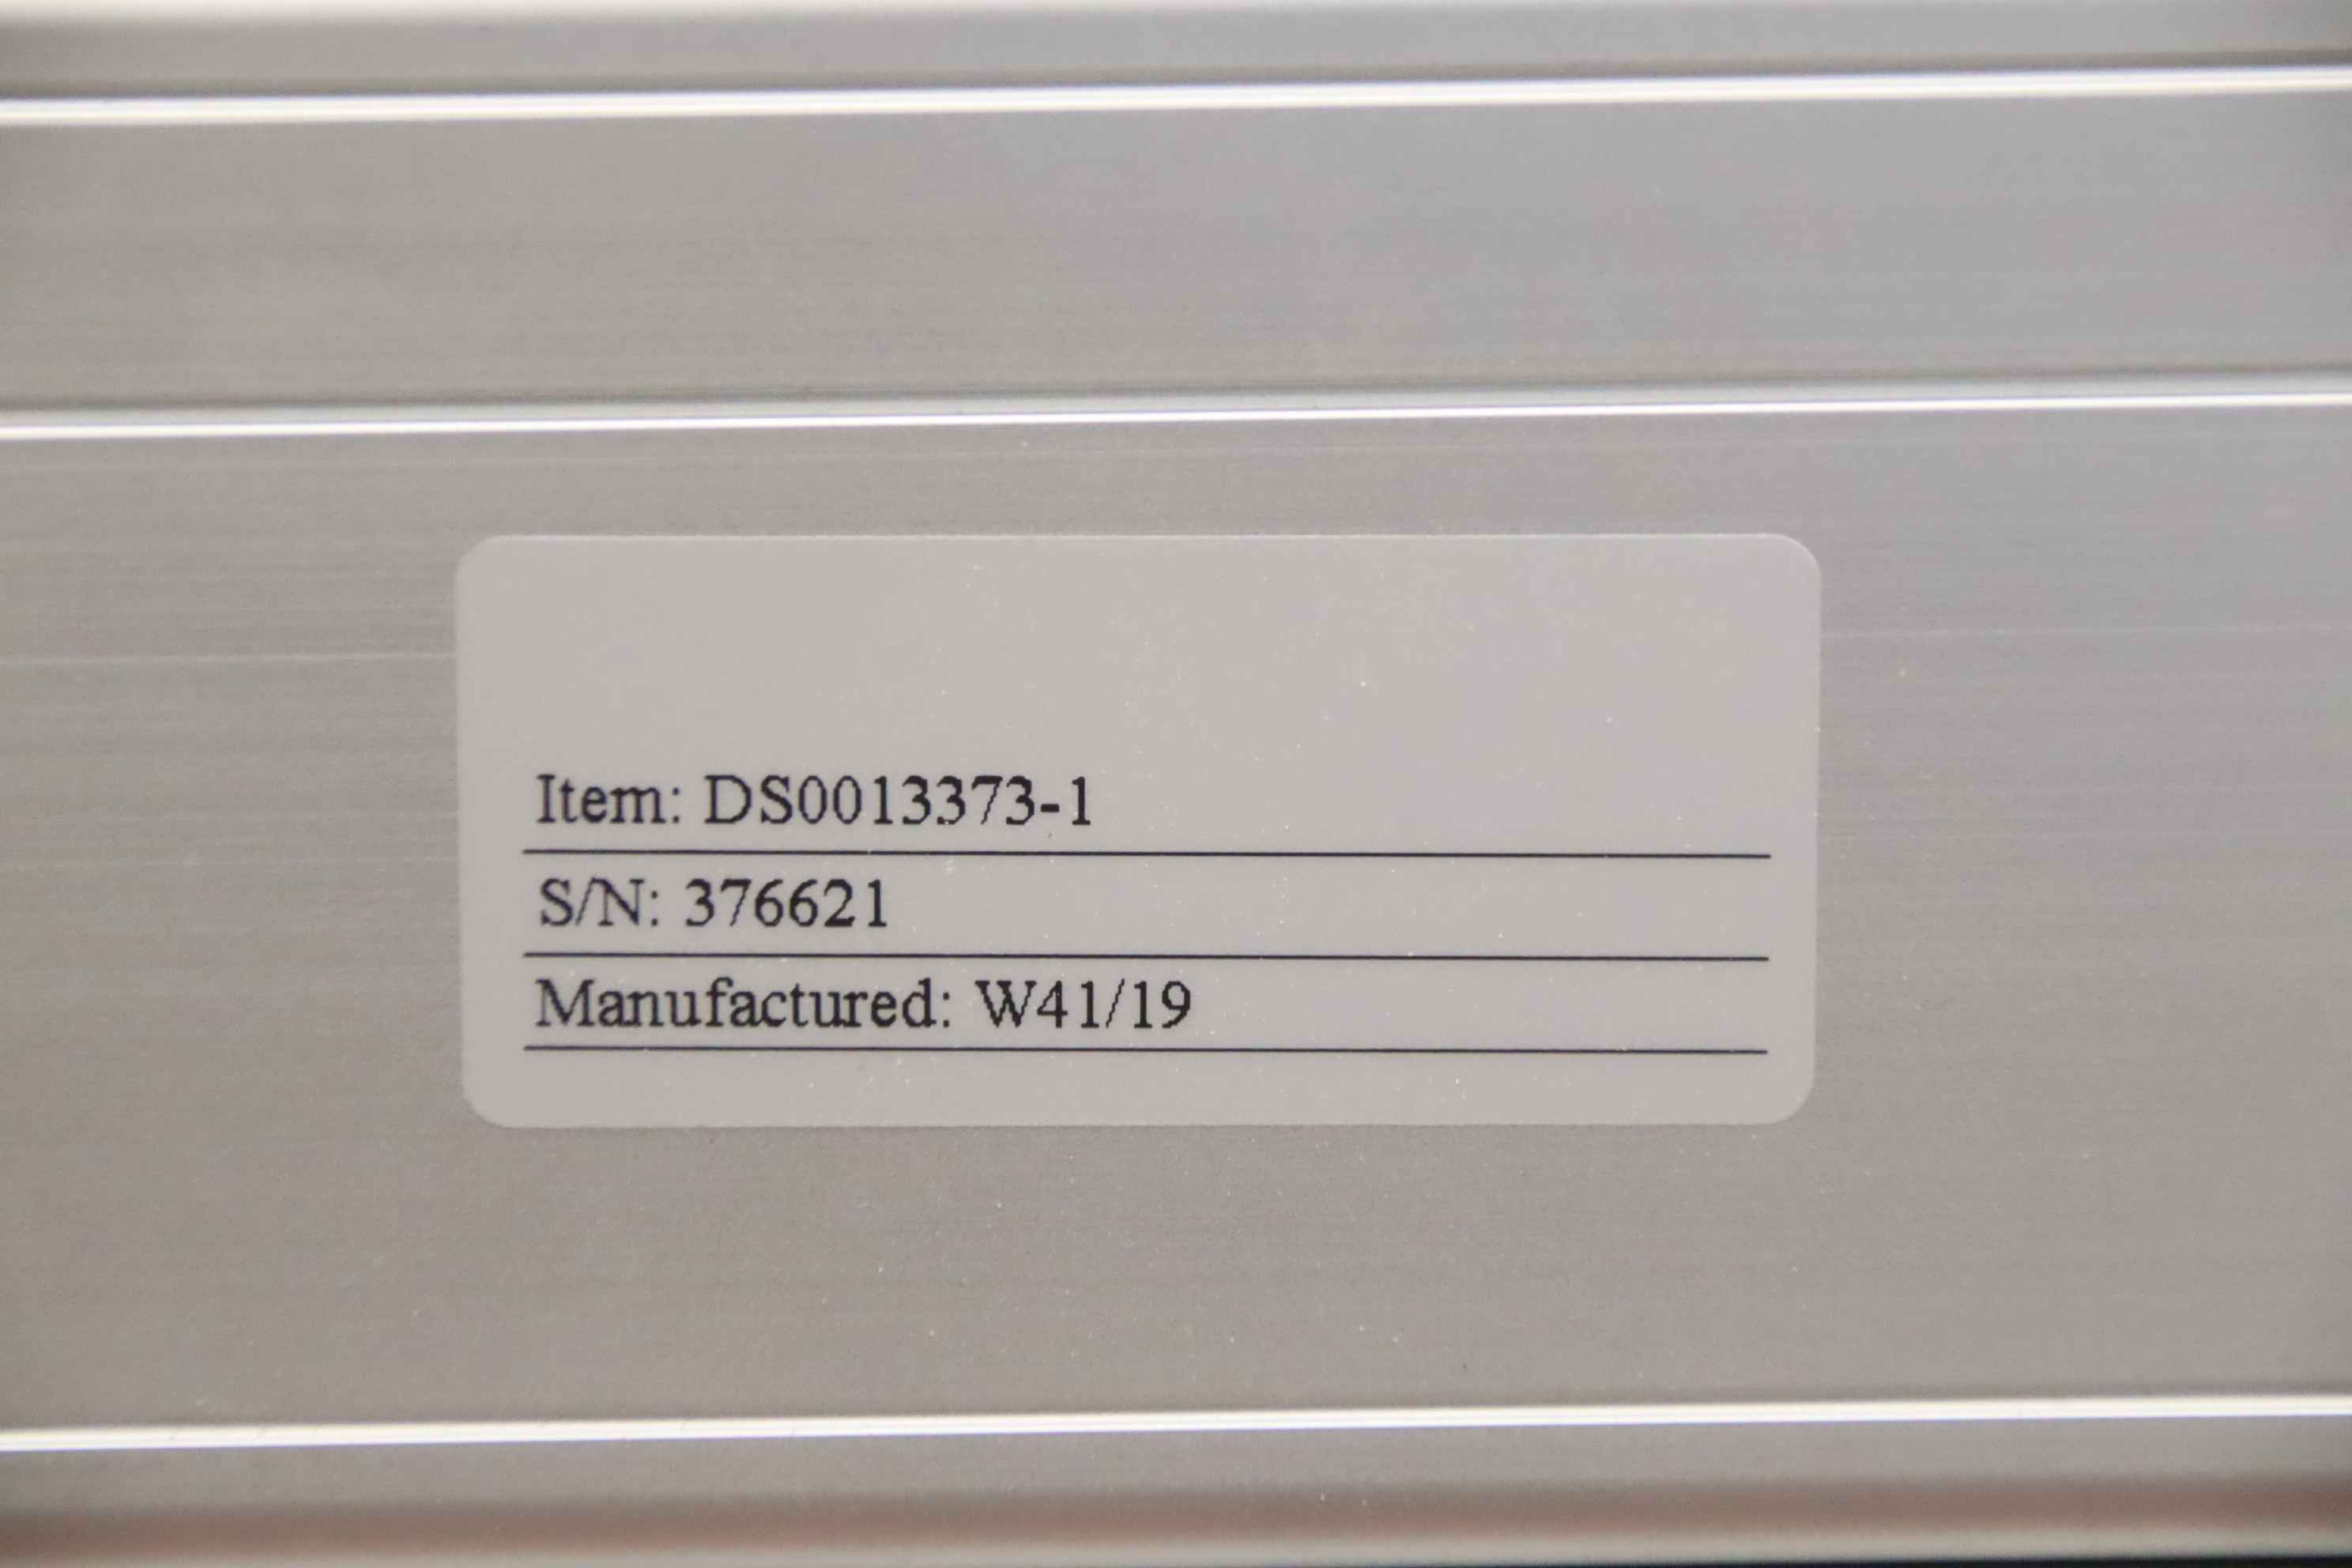 Item: DS0013373-1
S/N: 376621
Manufactured: W41/19